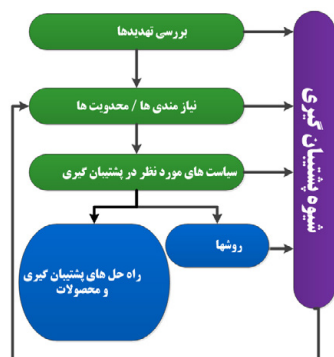 بررسی تهدیدها
نیاز مندی ها / محدویت ها
سیاست های مورد نظر در پشتیبان گیری
روشها
راه حل های پشتیبان گیری
و محصولات
شیوه پشتیبان گیری